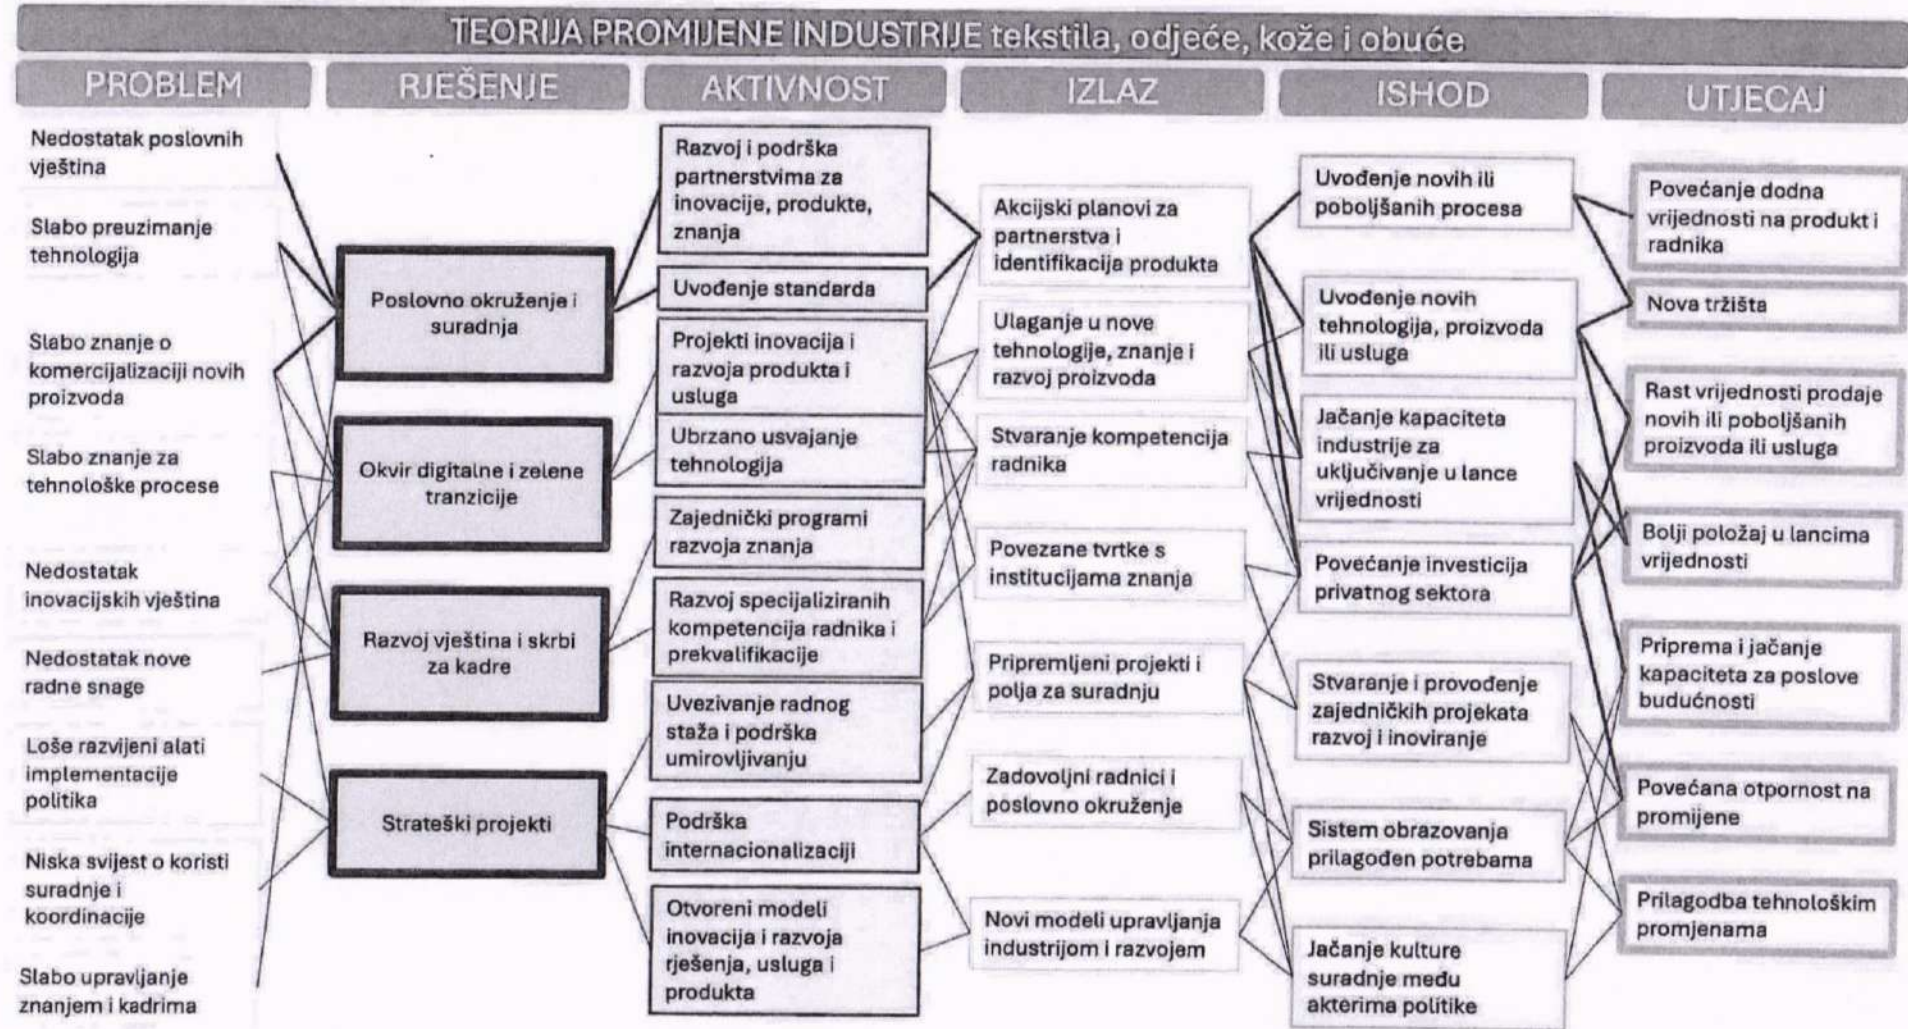 TEORIJA PROMIJENE INDUSTRIJE tekstila, odjeće, kože i obuće
PROBLEM
RJEŠENJE
AKTIVNOST
IZLAZ
ISHOD
UTJECAJ
Nedostatak poslovnih
vještina
Slabo preuzimanje
tehnologija
Slabo znanje o
komercijalizaciji novih
proizvoda
Slabo znanje za
tehnološke procese
Nedostatak
inovacijskih vještina
Nedostatak nove
radne snage
Loše razvijeni alati
implementacije
politika
Niska svijest o koristi
suradnje i
koordinacije
Slabo upravljanje
znanjem i kadrima
Poslovno okruženje i
suradnja
Okvir digitalne i zelene
tranzicije
Razvoj vještina i skrbi
za kadre
Strateški projekti
Razvoj i podrška
partnerstvima za
inovacije, produkte,
znanja
Uvođenje standarda
Projekti inovacija i
razvoja produkta i
usluga
Ubrzano usvajanje
tehnologija
Zajednički programi
razvoja znanja
Razvoj specijaliziranih
kompetencija radnika i
prekvalifikacije
Uvezivanje radnog
staža i podrška
umirovljivanju
Podrška
internacionalizaciji
Otvoreni modeli
inovacija i razvoja
rješenja, usluga i
produkta
Akcijski planovi za
partnerstva i
identifikacija produkta
Ulaganje u nove
tehnologije, znanje i
razvoj proizvoda
Stvaranje kompetencija
radnika
Povezane tvrtke s
institucijama znanja
Pripremljeni projekti i
polja za suradnju
Zadovoljni radnici i
poslovno okruženje
Novi modeli upravljanja
industrijom i razvojem
Uvođenje novih ili
poboljšanih procesa
Uvođenje novih
tehnologija, proizvoda
ili usluga
Jačanje kapaciteta
industrije za
uključivanje u lance
vrijednosti
Povećanje investicija
privatnog sektora
Stvaranje i provođenje
zajedničkih projekata
razvoj i inoviranje
Sistem obrazovanja
prilagođen potrebama
Jačanje kulture
suradnje među
akterima politike
Povećanje dodna
vrijednosti na produkt i
radnika
Nova tržišta
Rast vrijednosti prodaje
novih ili poboljšanih
proizvoda ili usluga
Bolji položaj u lancima
vrijednosti
Priprema i jačanje
kapaciteta za poslove
budućnosti
Povećana otpornost na
promijene
Prilagodba tehnološkim
promjenama